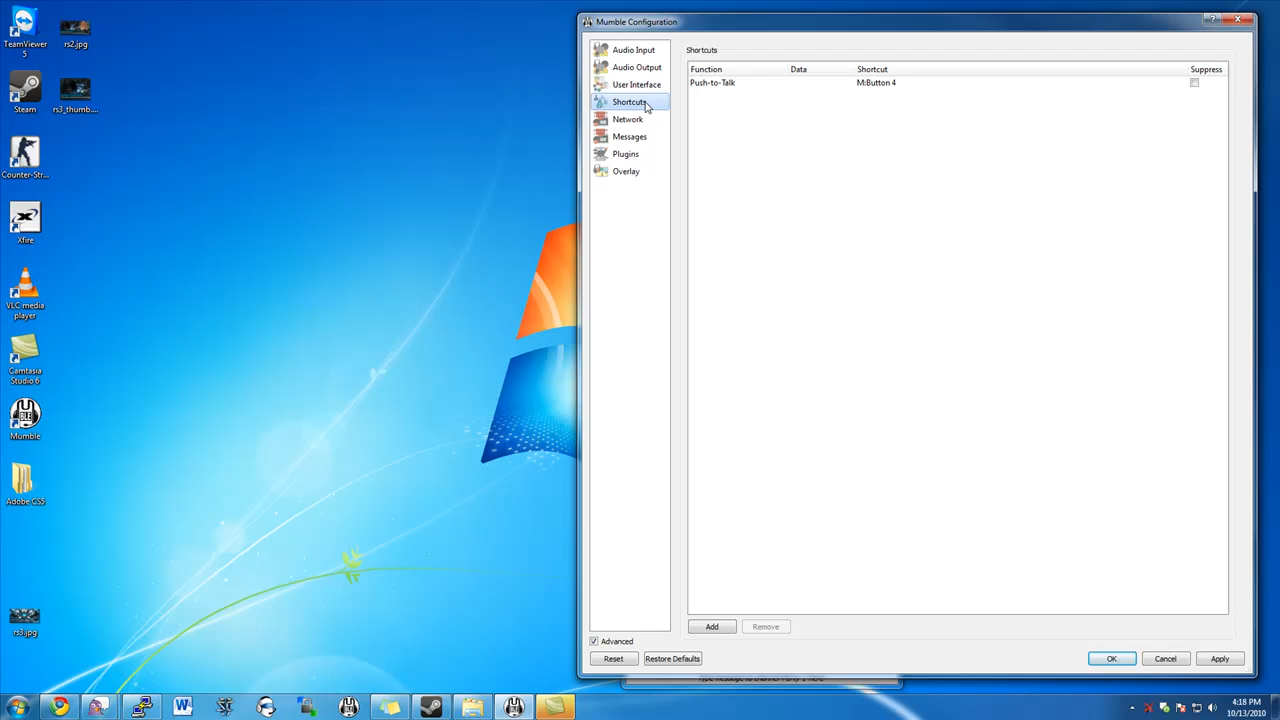 Mumble Configuration
TeamViewer 5
rs2.jpg
Steam
rs3_thumb....
Counter-Str...
Xfire
VLC media player
Camtasia Studio 6
Mumble
Adobe CS5
rs3.jpg
Audio Input
Audio Output
User Interface
Shortcuts
Network
Messages
Plugins
Overlay
Shortcuts
Function Data Shortcut Suppress
Push-to-Talk M:Button 4
Add Remove
Advanced
Reset Restore Defaults OK Cancel Apply
4:18 PM
10/13/2010